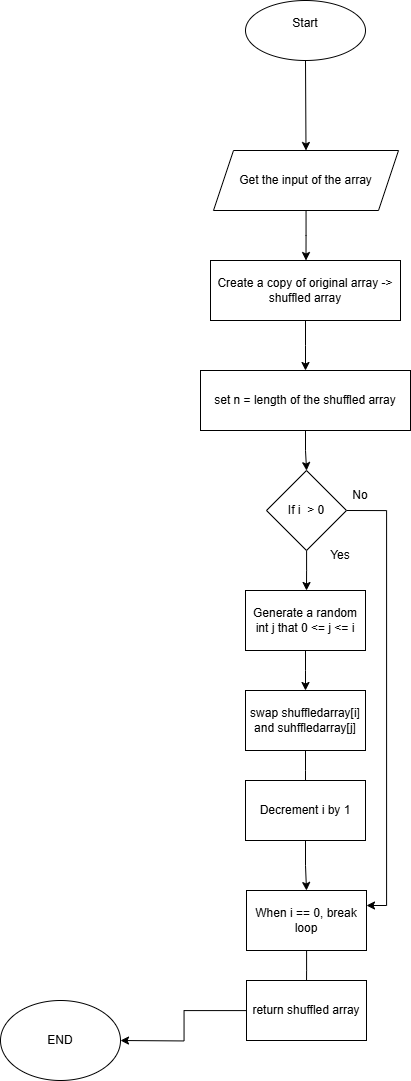 Start
Get the input of the array
Create a copy of original array ->
shuffled array
set n = length of the shuffled array
If i > 0
No
Yes
Generate a random
int j that 0 <= j <= i
swap shuffledarray[i]
and suhffledarray[j]
Decrement i by 1
When i == 0, break
loop
return shuffled array
END